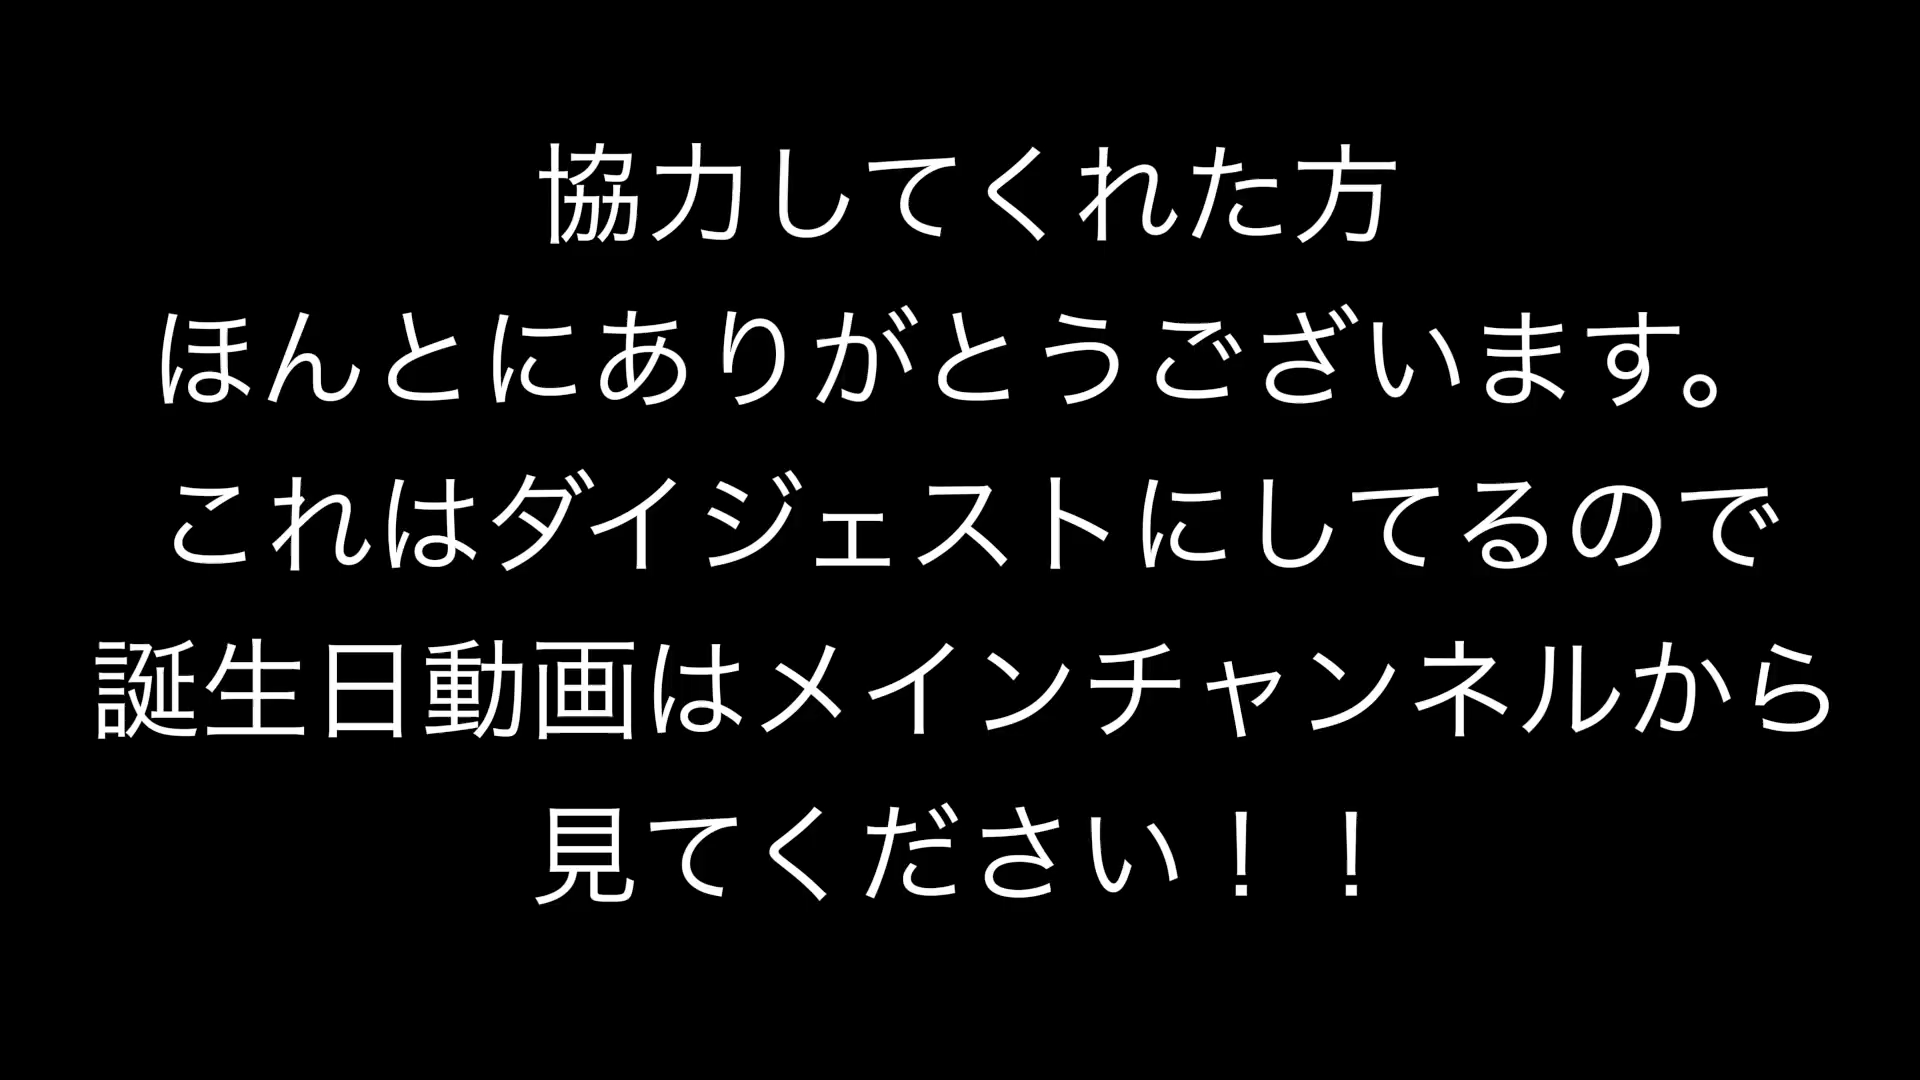 協力してくれた方
ほんとにありがとうございます。
これはダイジェストにしてるので
誕生日動画はメインチャンネルから
見てください！！